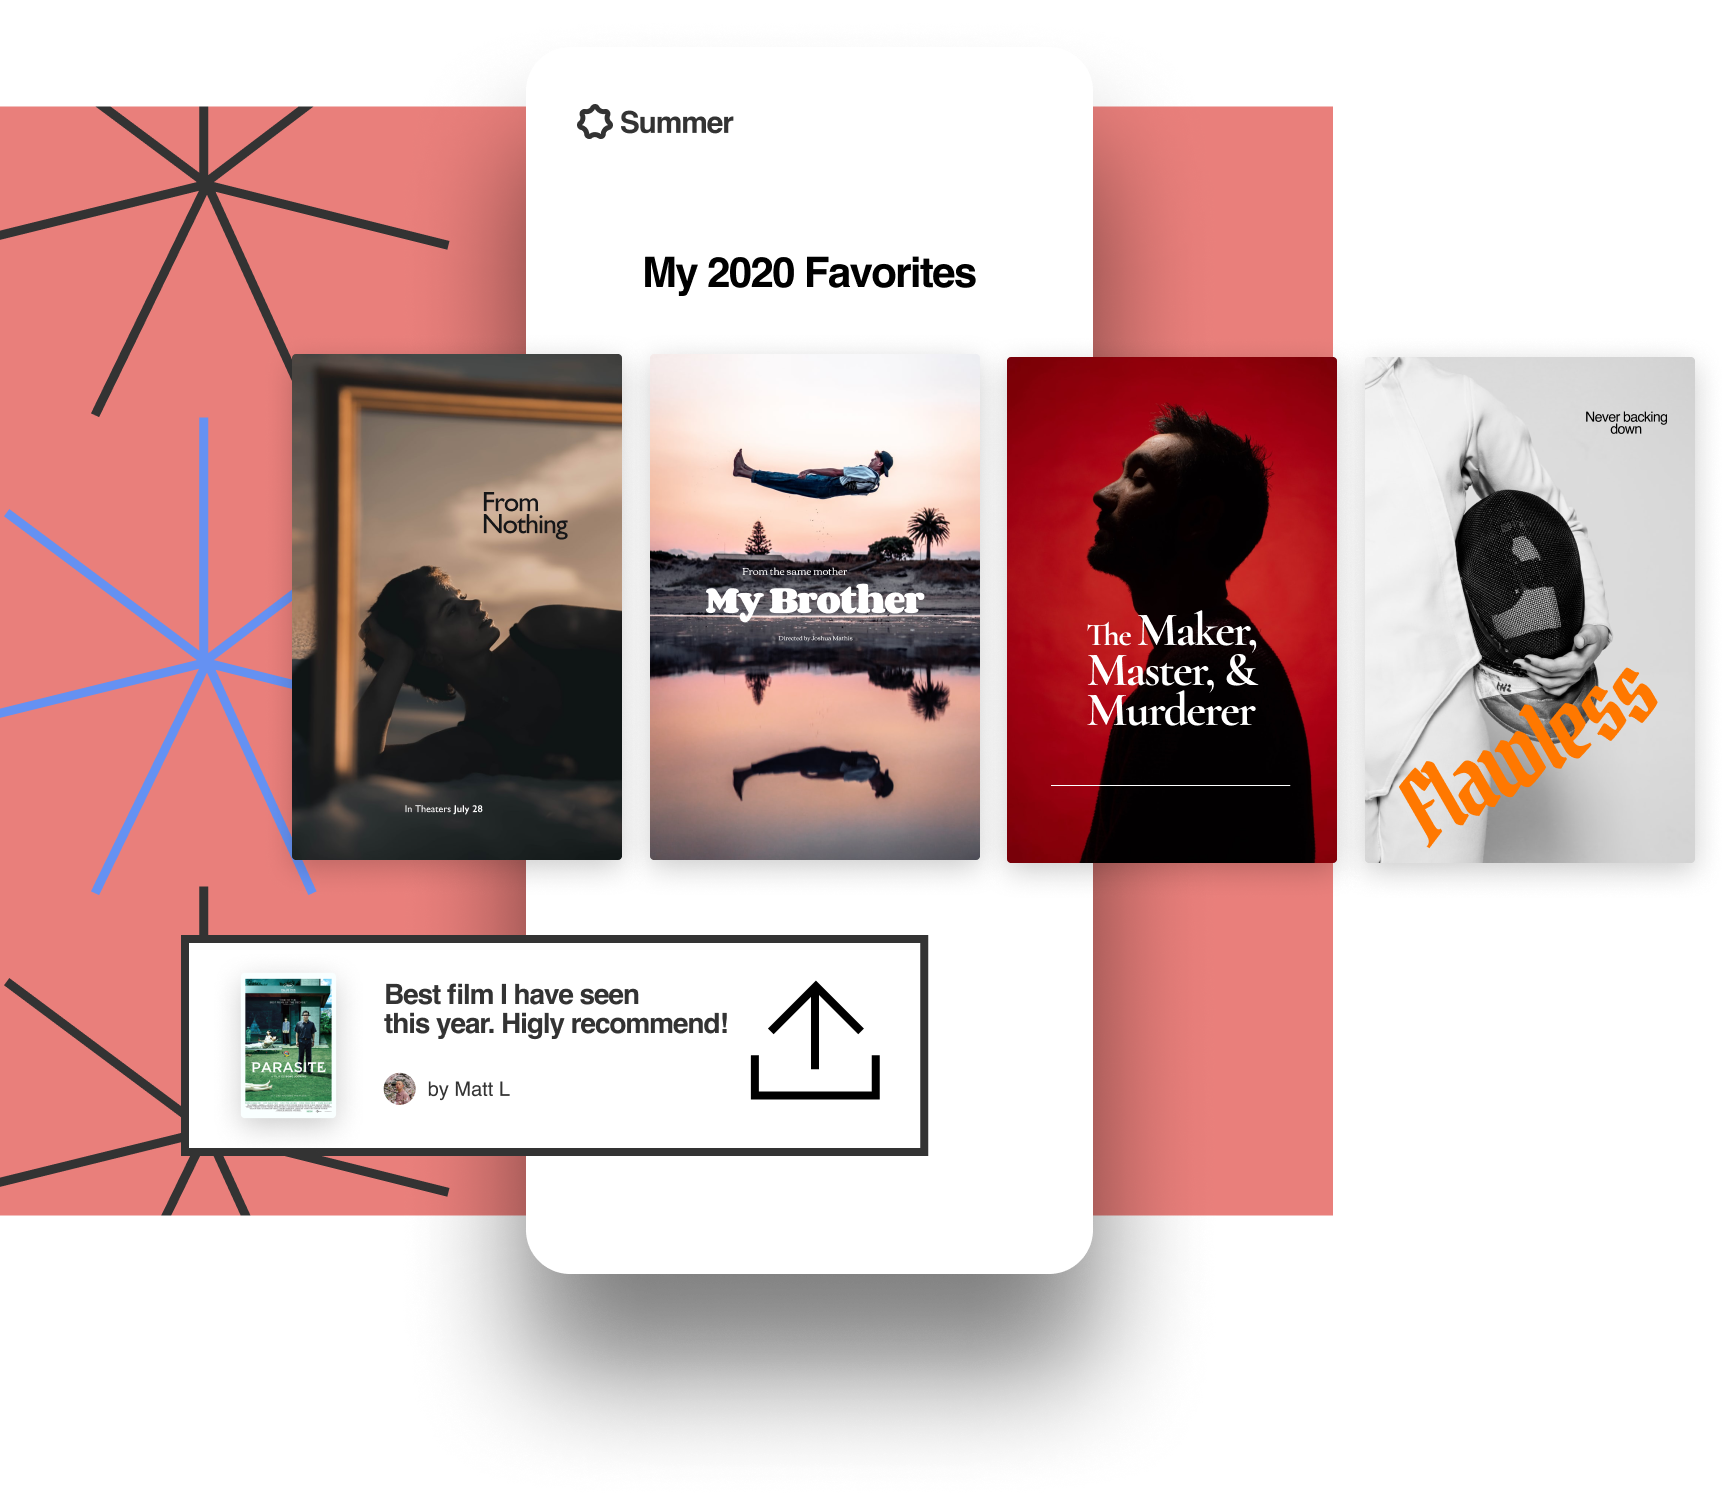 Summer
My 2020 Favorites
From
Nothing
In Theaters July 28
From the same mother
My Brother
Directed by Joshua Mathis
The Maker,
Master, &
Murderer
Never backing
down
flawless
PARASITE
Best film I have seen
this year. Higly recommend!
by Matt L